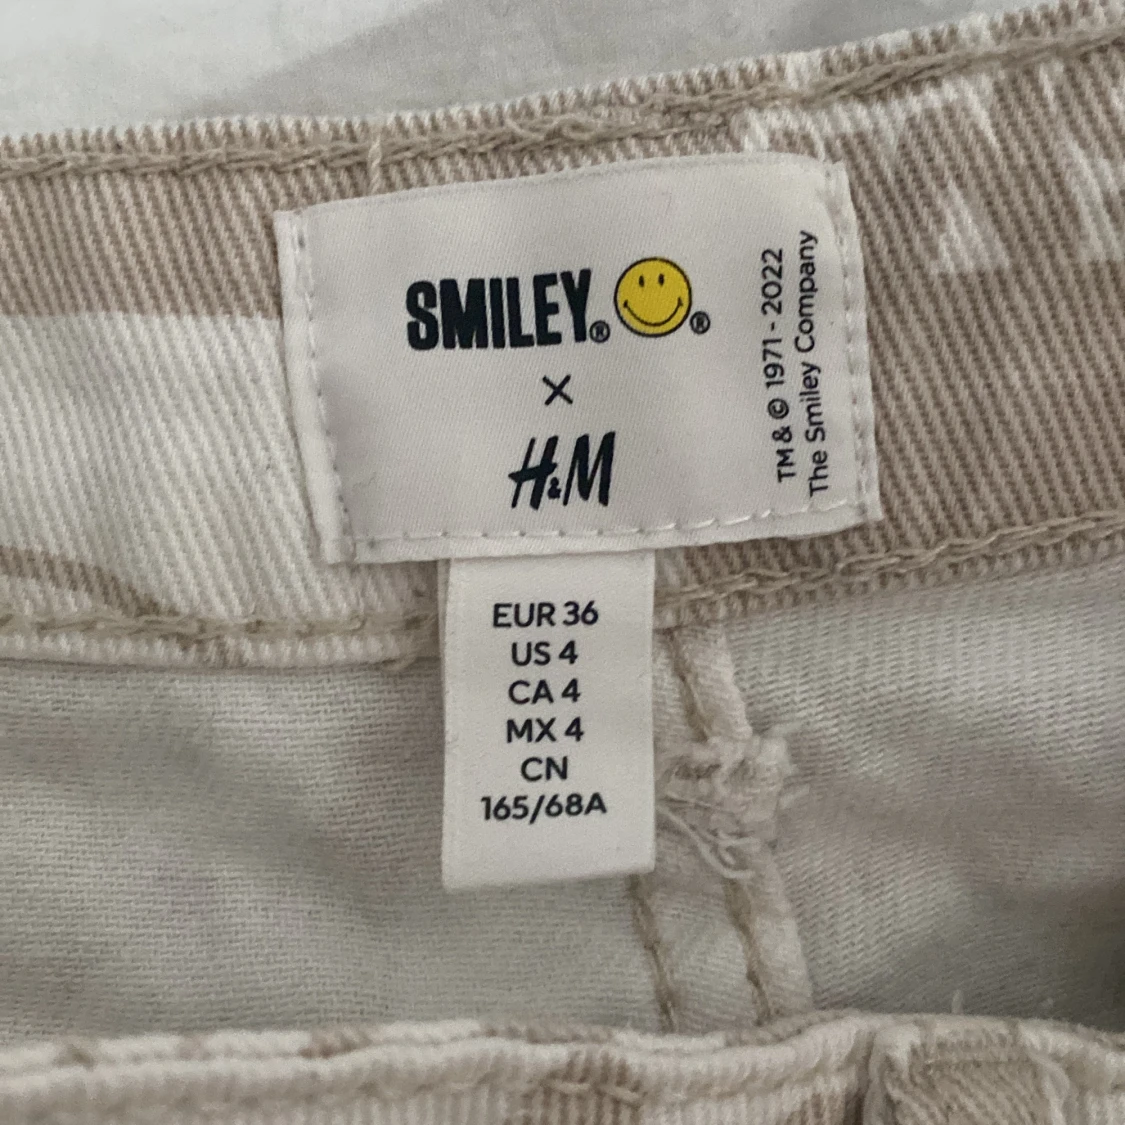 SMILEY®®
×
H&M
TM & © 1971 - 2022
The Smiley Company
EUR 36
US 4
CA 4
MX 4
CN
165/68A